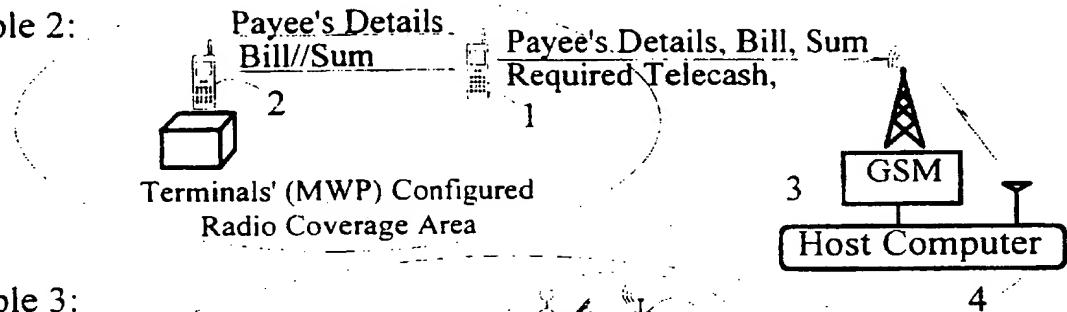 ple 2:
Payee's Details
Bill//Sum
Payee's Details, Bill, Sum
Required Telecash,
2
1
Terminals' (MWP) Configured
Radio Coverage Area
3
GSM
Host Computer
4
ple 3: